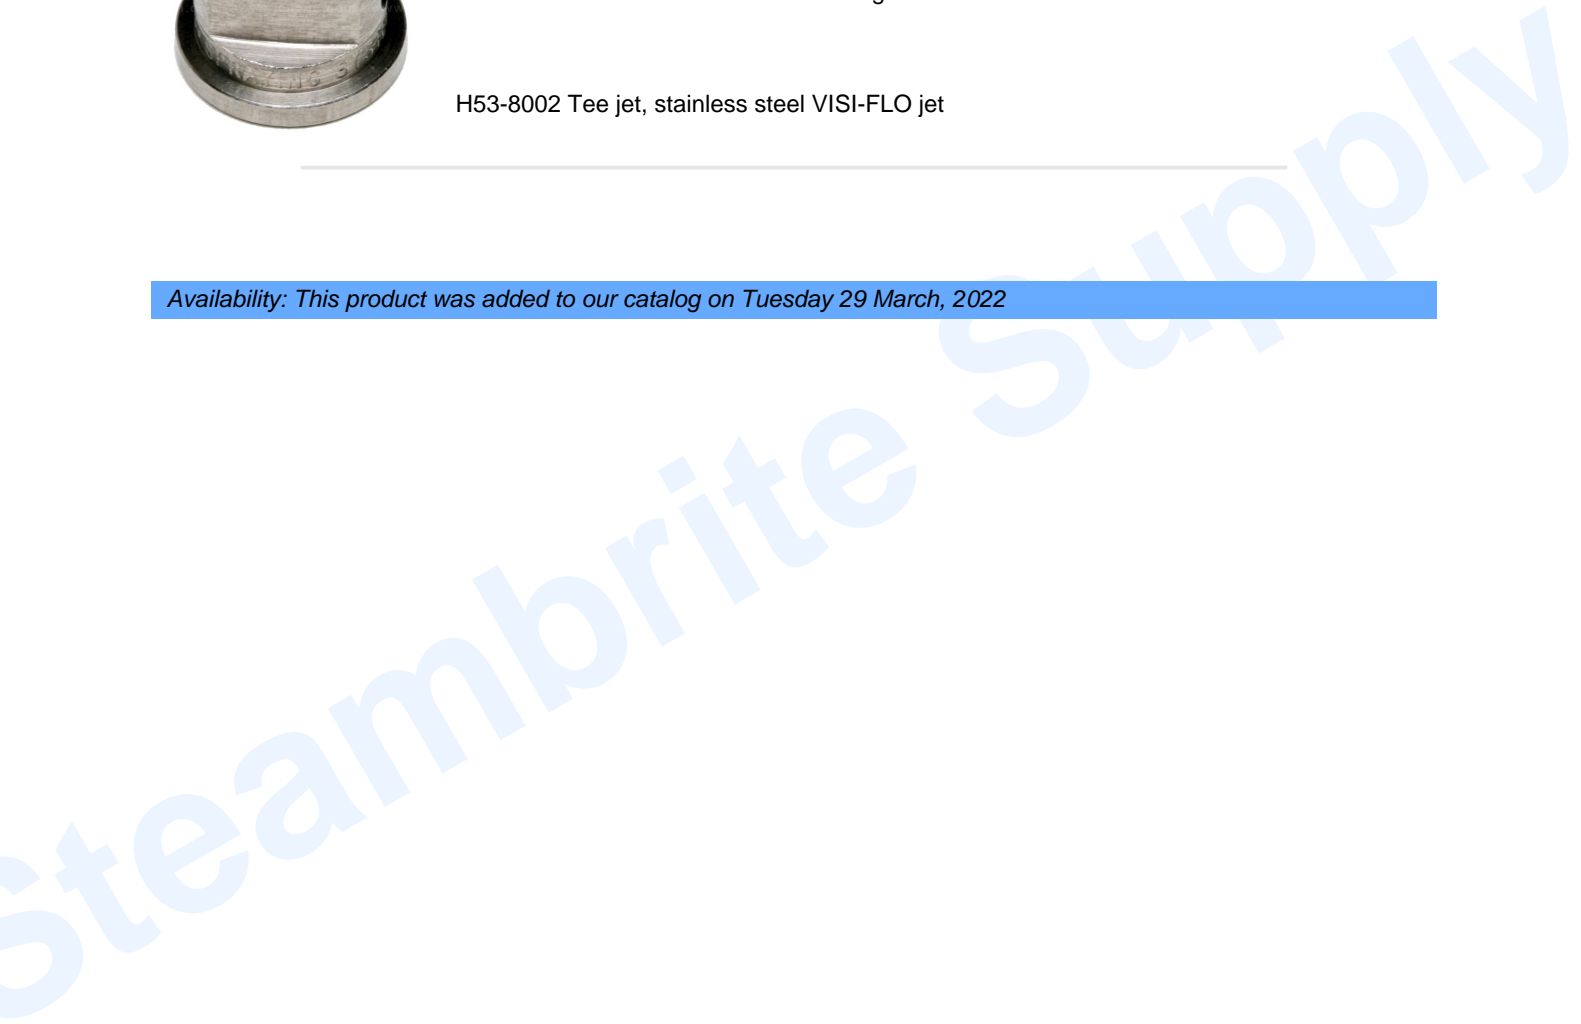 H53-8002 Tee jet, stainless steel VISI-FLO jet
Availability: This product was added to our catalog on Tuesday 29 March, 2022
Steambrite Supply